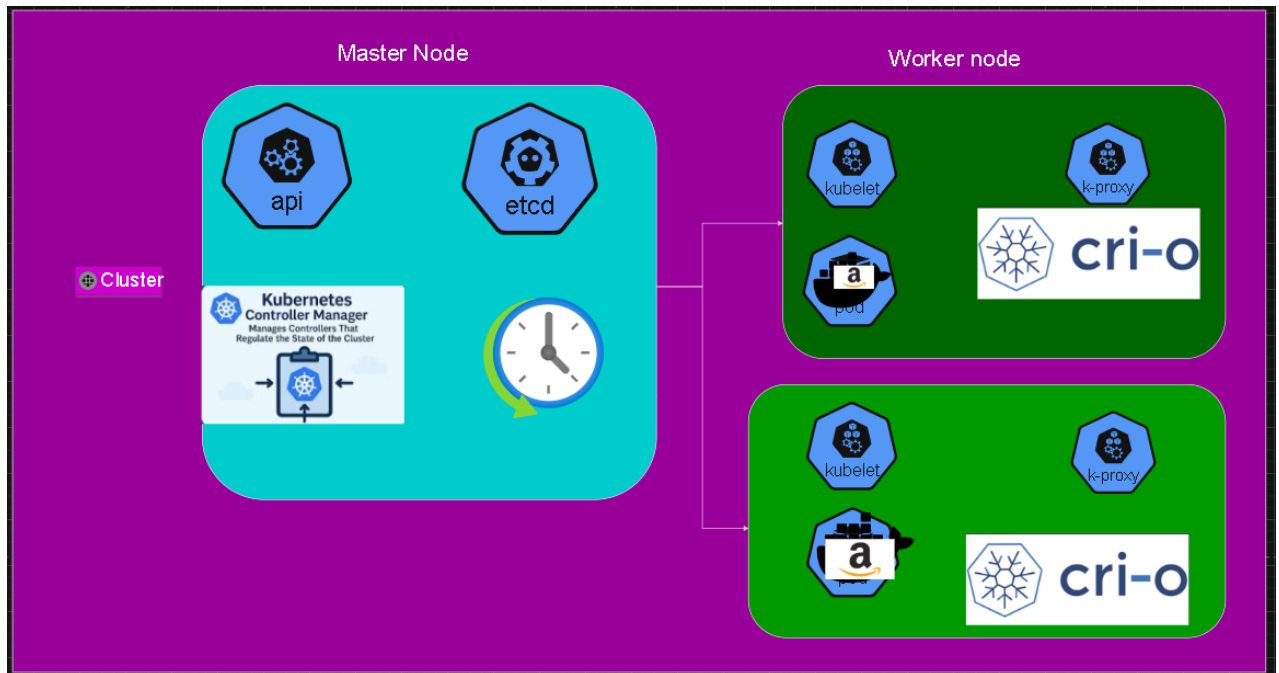 Master Node
Worker node
api
etcd
kubelet
k-proxy
cri-o
a
pod
Cluster
Kubernetes
Controller Manager
Manages Controllers That
Regulate the State of the Cluster
kubelet
k-proxy
a
cri-o